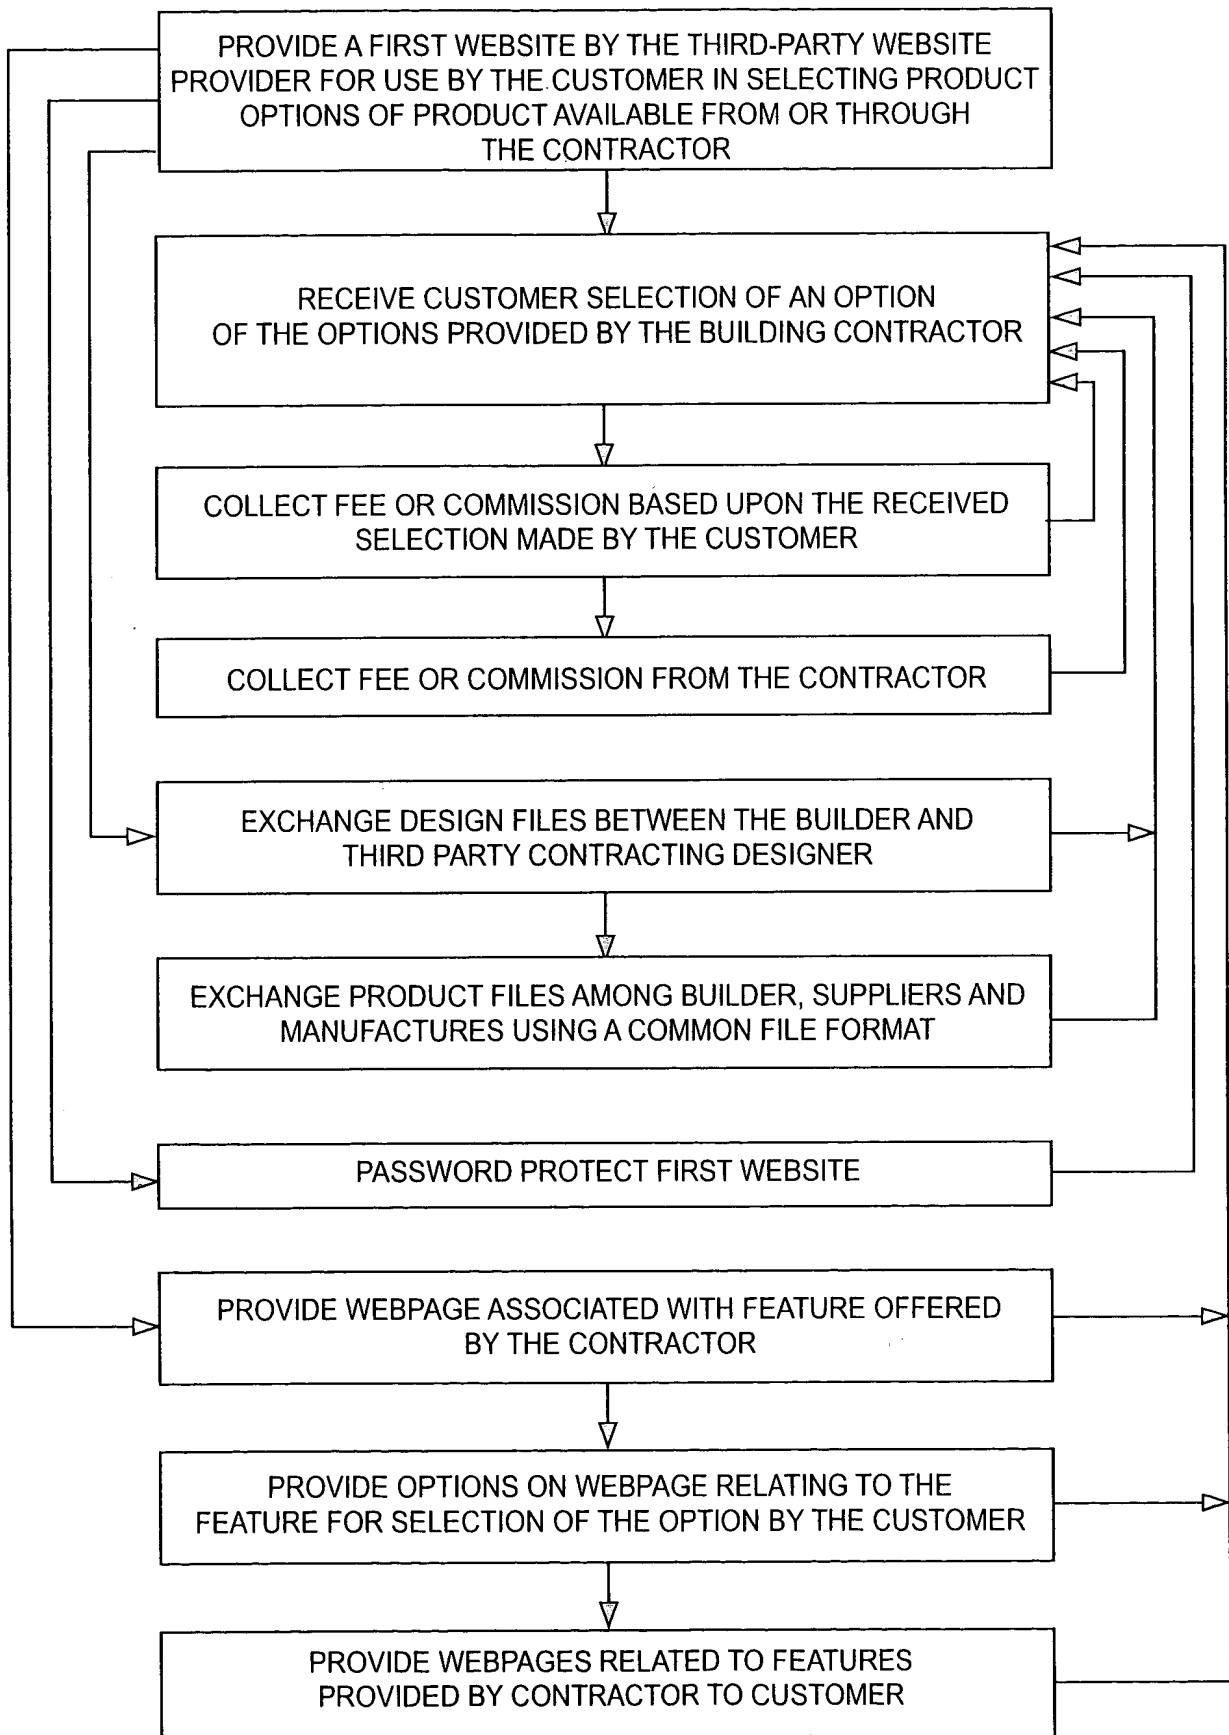 PROVIDE A FIRST WEBSITE BY THE THIRD-PARTY WEBSITE
PROVIDER FOR USE BY THE CUSTOMER IN SELECTING PRODUCT
OPTIONS OF PRODUCT AVAILABLE FROM OR THROUGH
THE CONTRACTOR
RECEIVE CUSTOMER SELECTION OF AN OPTION
OF THE OPTIONS PROVIDED BY THE BUILDING CONTRACTOR
COLLECT FEE OR COMMISSION BASED UPON THE RECEIVED
SELECTION MADE BY THE CUSTOMER
COLLECT FEE OR COMMISSION FROM THE CONTRACTOR
EXCHANGE DESIGN FILES BETWEEN THE BUILDER AND
THIRD PARTY CONTRACTING DESIGNER
EXCHANGE PRODUCT FILES AMONG BUILDER, SUPPLIERS AND
MANUFACTURES USING A COMMON FILE FORMAT
PASSWORD PROTECT FIRST WEBSITE
PROVIDE WEBPAGE ASSOCIATED WITH FEATURE OFFERED
BY THE CONTRACTOR
PROVIDE OPTIONS ON WEBPAGE RELATING TO THE
FEATURE FOR SELECTION OF THE OPTION BY THE CUSTOMER
PROVIDE WEBPAGES RELATED TO FEATURES
PROVIDED BY CONTRACTOR TO CUSTOMER